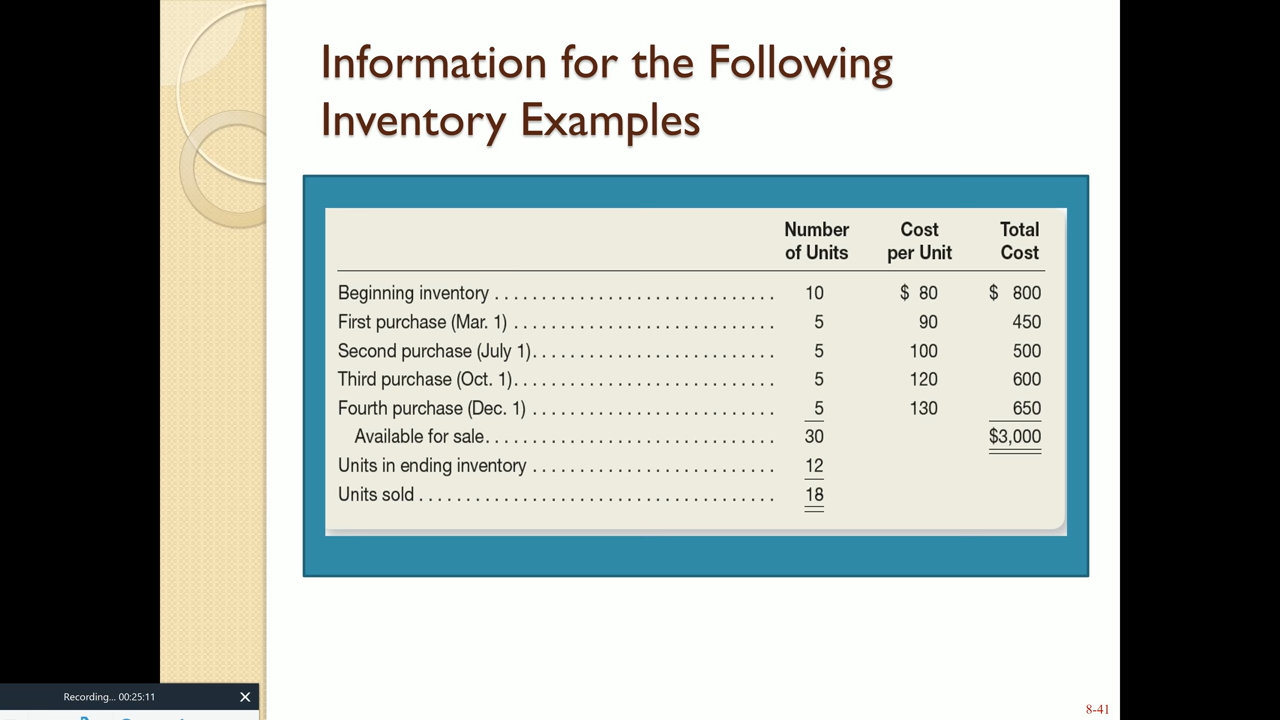 Information for the Following
Inventory Examples
Number Cost Total
of Units per Unit Cost
Beginning inventory .............................. 10 $ 80 $ 800
First purchase (Mar. 1) ............................ 5 90 450
Second purchase (July 1).......................... 5 100 500
Third purchase (Oct. 1)............................ 5 120 600
Fourth purchase (Dec. 1) .......................... 5 130 650
Available for sale............................... 30 $3,000
Units in ending inventory .......................... 12
Units sold ...................................... 18
Recording... 00:25:11
8-41